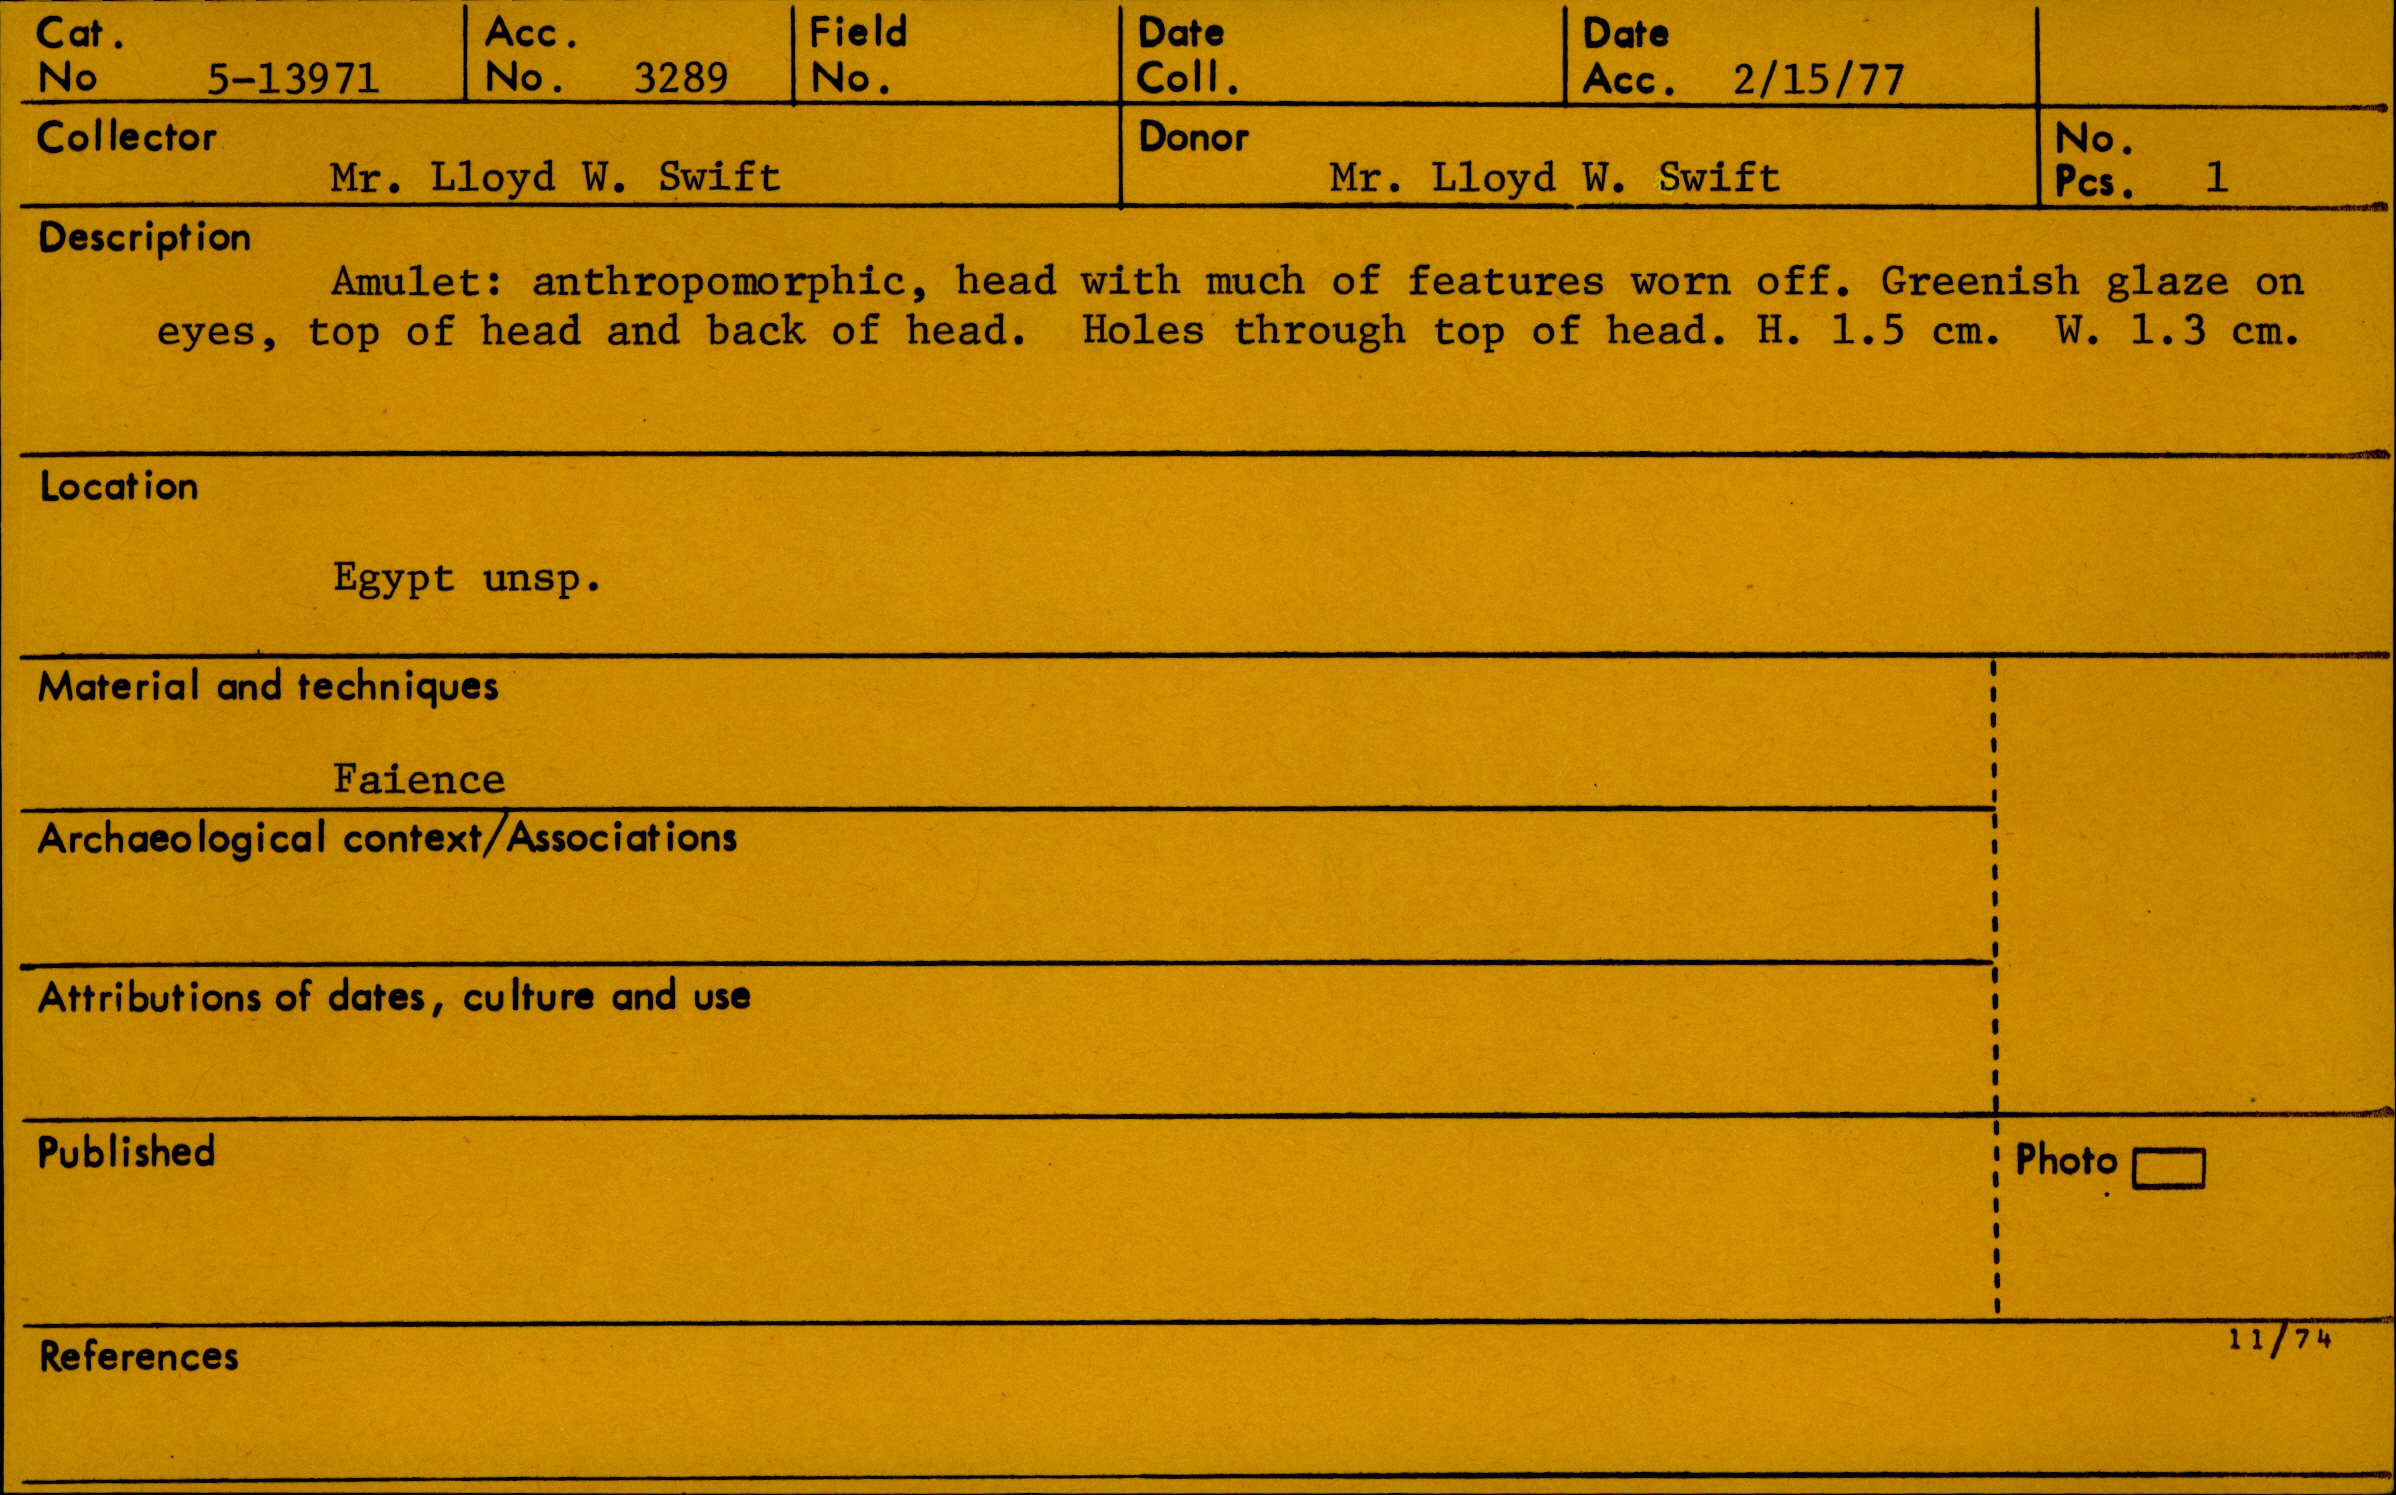 Cat. No 5-13971
Acc. No. 3289
Field No.
Date Coll.
Date Acc. 2/15/77
Collector
Mr. Lloyd W. Swift
Donor
Mr. Lloyd W. Swift
No. Pcs. 1
Description
Amulet: anthropomorphic, head with much of features worn off. Greenish glaze on
eyes, top of head and back of head. Holes through top of head. H. 1.5 cm. W. 1.3 cm.
Location
Egypt unsp.
Material and techniques
Faience
Archaeological context/Associations
Attributions of dates, culture and use
Published
Photo
References
11/74